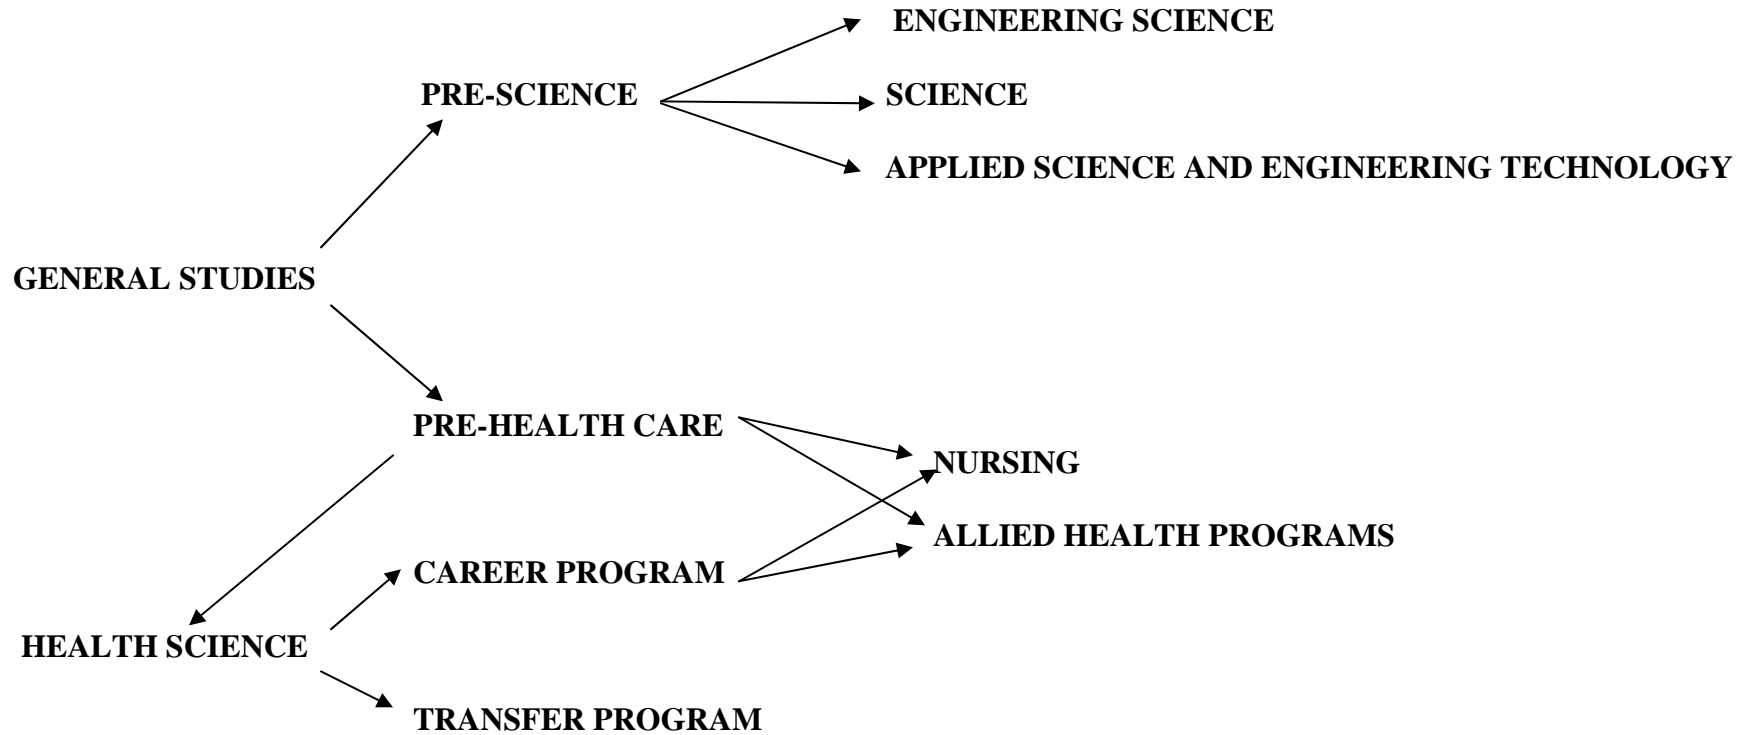 ENGINEERING SCIENCE
PRE-SCIENCE
SCIENCE
APPLIED SCIENCE AND ENGINEERING TECHNOLOGY
GENERAL STUDIES
PRE-HEALTH CARE
NURSING
ALLIED HEALTH PROGRAMS
CAREER PROGRAM
HEALTH SCIENCE
TRANSFER PROGRAM